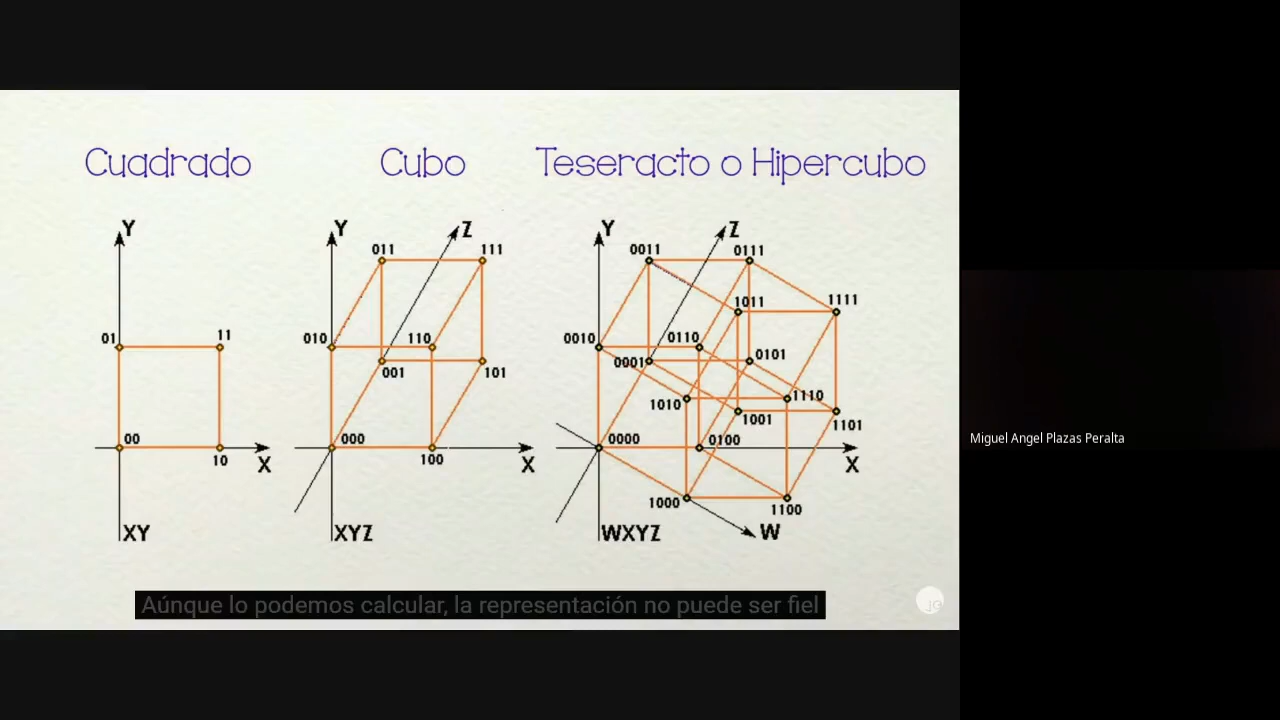 Cuadrado Cubo Teseracto o Hipercubo
Y Y Z Y Z
011 111 0011 0111
1011 1111
01 11 010 110 0010 0110
001 101 0001 0101
1010 1110
1001 1101
00 000 0000 0100
10 X 100 X X
1000 1100
XY XYZ WXYZ W
Aúnque lo podemos calcular, la representación no puede ser fiel
JG
Miguel Angel Plazas Peralta